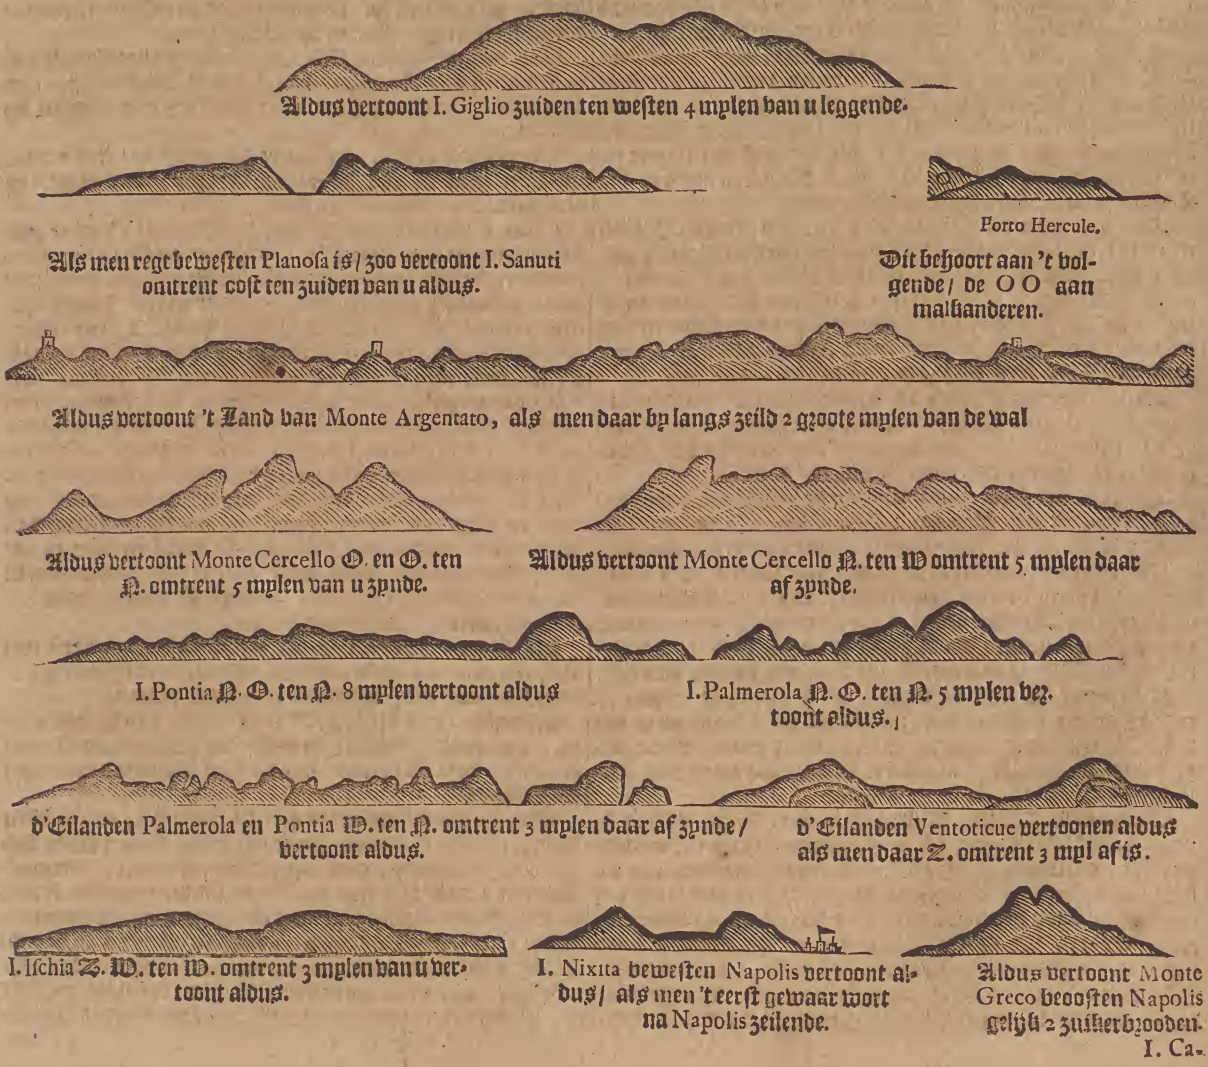 Aldus vertoont I. Giglio zuiden ten westen 4 mylen van u leggende.
Porto Hercule.
Als men regt bewesten Planosa is / zoo vertoont I. Sanuti
omtrent oost ten zuiden van u aldus.
Dit behoort aan 't vol-
gende / de O O aan
malkanderen.
Aldus vertoont 't Land van Monte Argentato, als men daar by langs zeild 2 groote mylen van de wal
Aldus vertoont Monte Cercello O. en O. ten
N. omtrent 5 mylen van u zynde.
Aldus vertoont Monte Cercello N. ten W omtrent 5 mylen daar
af zynde.
I. Pontia N. O. ten N. 8 mylen vertoont aldus
I. Palmerola N. O. ten N. 5 mylen ver-
toont aldus.
d'Eilanden Palmerola en Pontia W. ten N. omtrent 3 mylen daar af zynde /
vertoont aldus.
d'Eilanden Ventoticue vertoonen aldus
als men daar Z. omtrent 3 myl af is.
I. Ischia Z. W. ten W. omtrent 3 mylen van u ver-
toont aldus.
I. Nixita bewesten Napolis vertoont al-
dus / als men 't eerst gewaar wort
na Napolis zeilende.
Aldus vertoont Monte
Greco beoosten Napolis
gelijk 2 zuikerbrooden.
I. Ca-